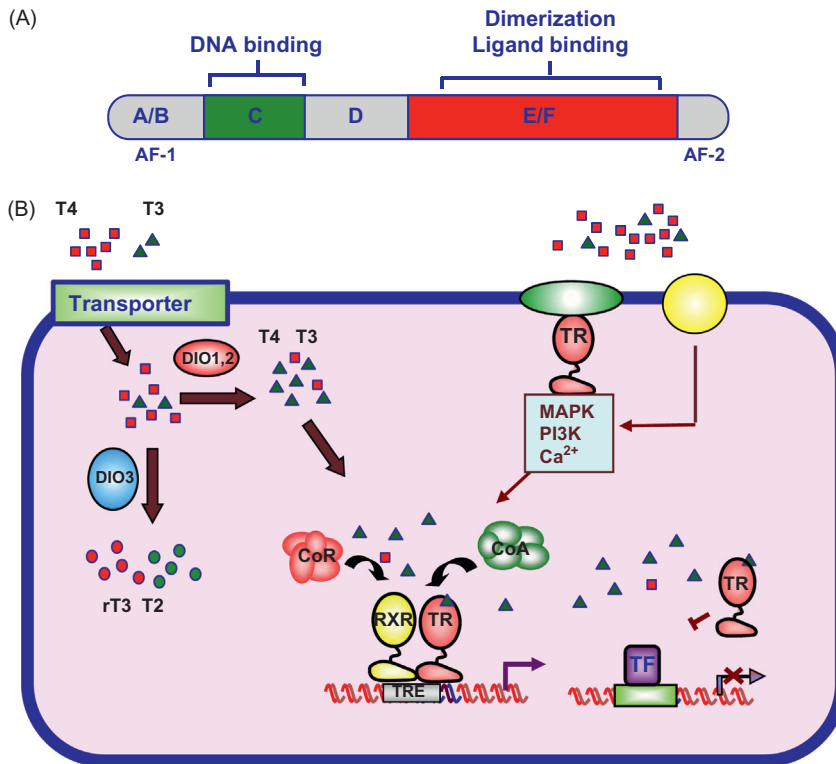 (A)
DNA binding
Dimerization
Ligand binding
A/B C D E/F
AF-1 AF-2
(B)
T4 T3
Transporter
DIO1,2
T4 T3
TR
MAPK
PI3K
Ca²⁺
DIO3
rT3 T2
CoR
CoA
RXR TR
TRE
TR
TF